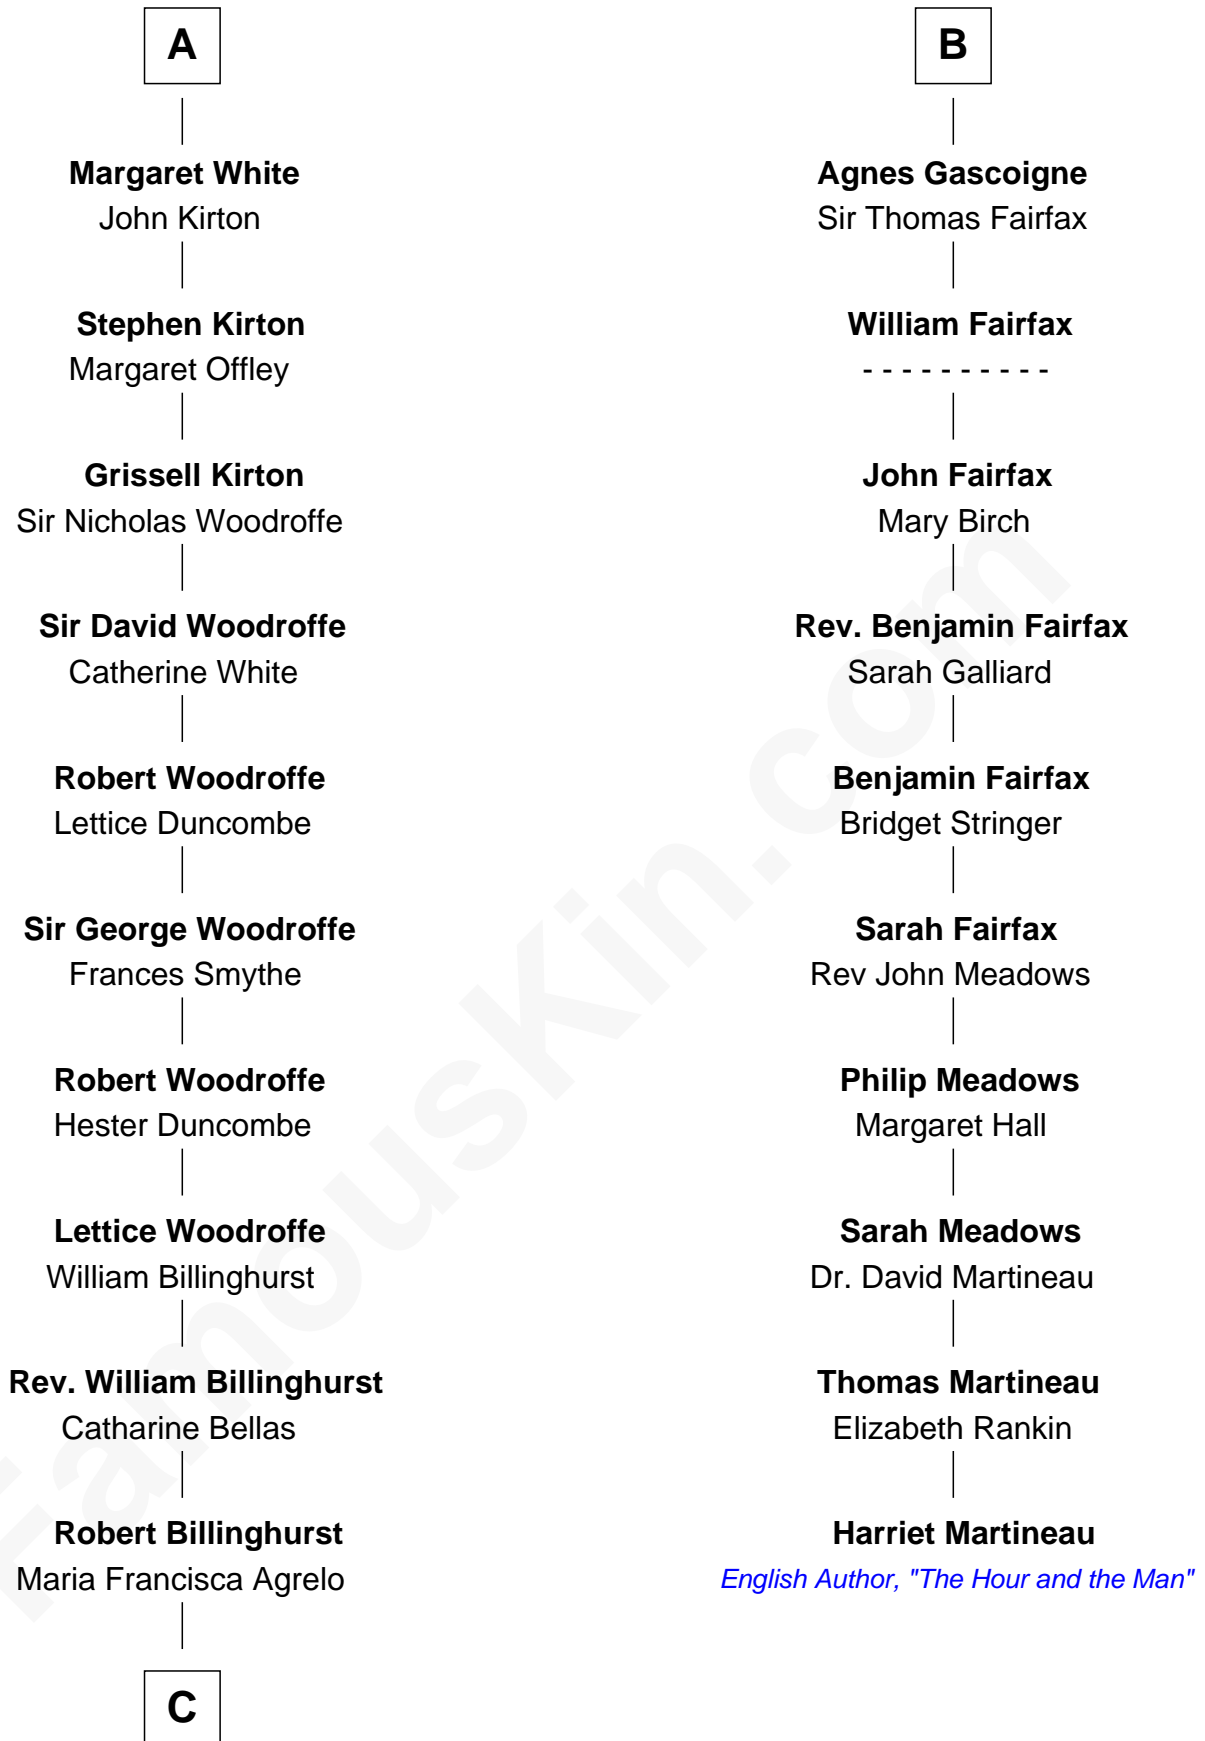 A
Margaret White
John Kirton
Stephen Kirton
Margaret Offley
Grissell Kirton
Sir Nicholas Woodroffe
Sir David Woodroffe
Catherine White
Robert Woodroffe
Lettice Duncombe
Sir George Woodroffe
Frances Smythe
Robert Woodroffe
Hester Duncombe
Lettice Woodroffe
William Billinghurst
Rev. William Billinghurst
Catharine Bellas
Robert Billinghurst
Maria Francisca Agrelo
C
B
Agnes Gascoigne
Sir Thomas Fairfax
William Fairfax
- - - - - - - - - -
John Fairfax
Mary Birch
Rev. Benjamin Fairfax
Sarah Galliard
Benjamin Fairfax
Bridget Stringer
Sarah Fairfax
Rev John Meadows
Philip Meadows
Margaret Hall
Sarah Meadows
Dr. David Martineau
Thomas Martineau
Elizabeth Rankin
Harriet Martineau
English Author, "The Hour and the Man"
FamousKin.com